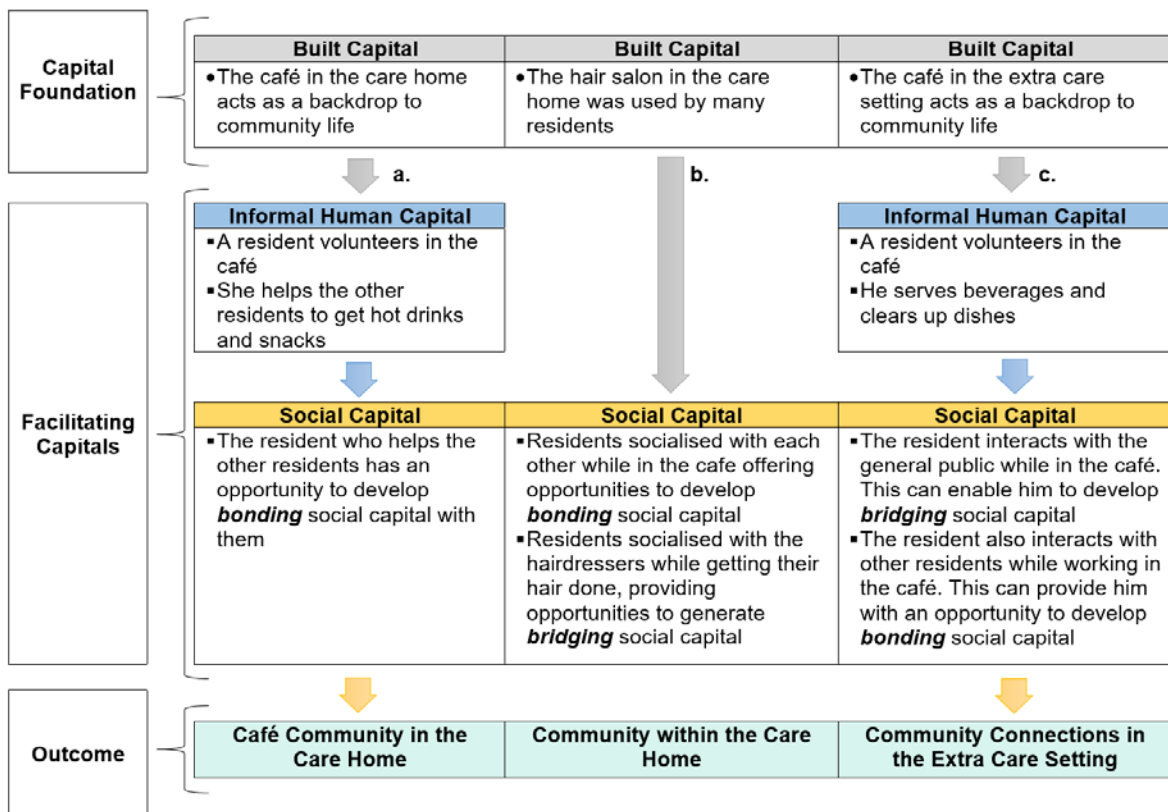 Capital
Foundation
Built Capital
•The café in the care home
acts as a backdrop to
community life
Built Capital
•The hair salon in the care
home was used by many
residents
Built Capital
•The café in the extra care
setting acts as a backdrop to
community life
a.
b.
c.
Facilitating
Capitals
Informal Human Capital
▪A resident volunteers in the
café
▪She helps the other
residents to get hot drinks
and snacks
Informal Human Capital
▪A resident volunteers in the
café
▪He serves beverages and
clears up dishes
Social Capital
▪The resident who helps the
other residents has an
opportunity to develop
bonding social capital with
them
Social Capital
▪Residents socialised with each
other while in the cafe offering
opportunities to develop
bonding social capital
▪Residents socialised with the
hairdressers while getting their
hair done, providing
opportunities to generate
bridging social capital
Social Capital
▪The resident interacts with the
general public while in the café.
This can enable him to develop
bridging social capital
▪The resident also interacts with
other residents while working in
the café. This can provide him
with an opportunity to develop
bonding social capital
Outcome
Café Community in the
Care Home
Community within the Care
Home
Community Connections in
the Extra Care Setting